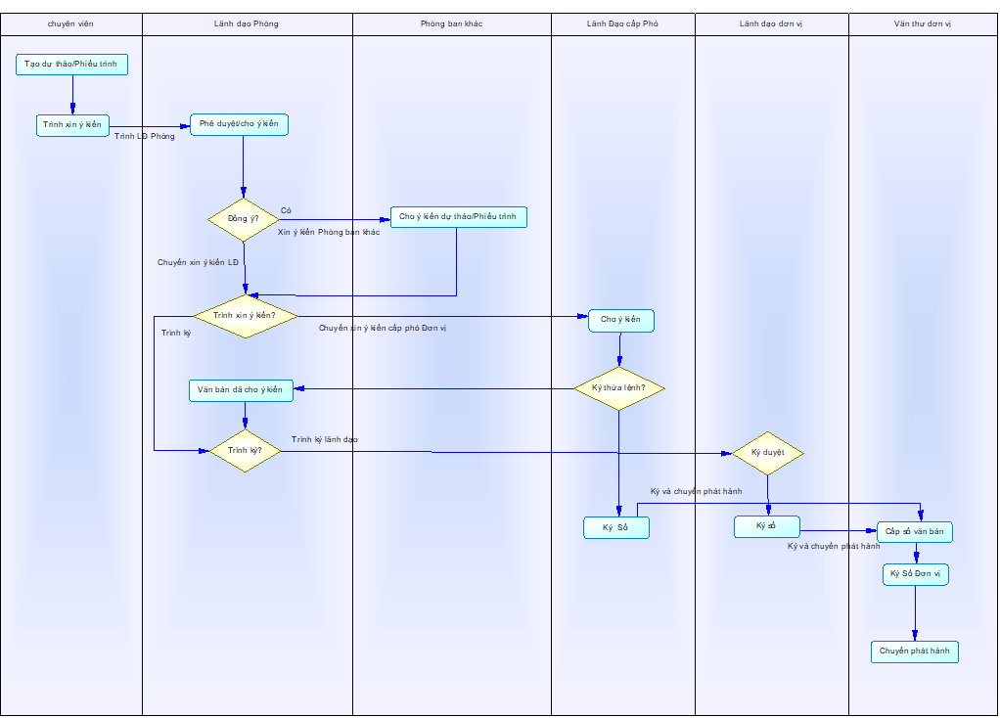 chuyên viên
Lãnh đạo Phòng
Phòng ban khác
Lãnh Đạo cấp Phó
Lãnh đạo đơn vị
Văn thư đơn vị
Tạo dự thảo/Phiếu trình
Trình xin ý kiến
Trình LĐ Phòng
Phê duyệt/cho ý kiến
Đồng ý?
Có
Xin ý kiến Phòng ban khác
Cho ý kiến dự thảo/Phiếu trình
Chuyển xin ý kiến LĐ
Trình xin ý kiến?
Trình ký
Chuyển xin ý kiến cấp phó Đơn vị
Cho ý kiến
Văn bản đã cho ý kiến
Ký thừa lệnh?
Trình ký lãnh đạo
Trình ký?
Ký duyệt
Ký và chuyển phát hành
Ký Số
Ký số
Cấp số văn bản
Ký và chuyển phát hành
Ký Số Đơn vị
Chuyển phát hành